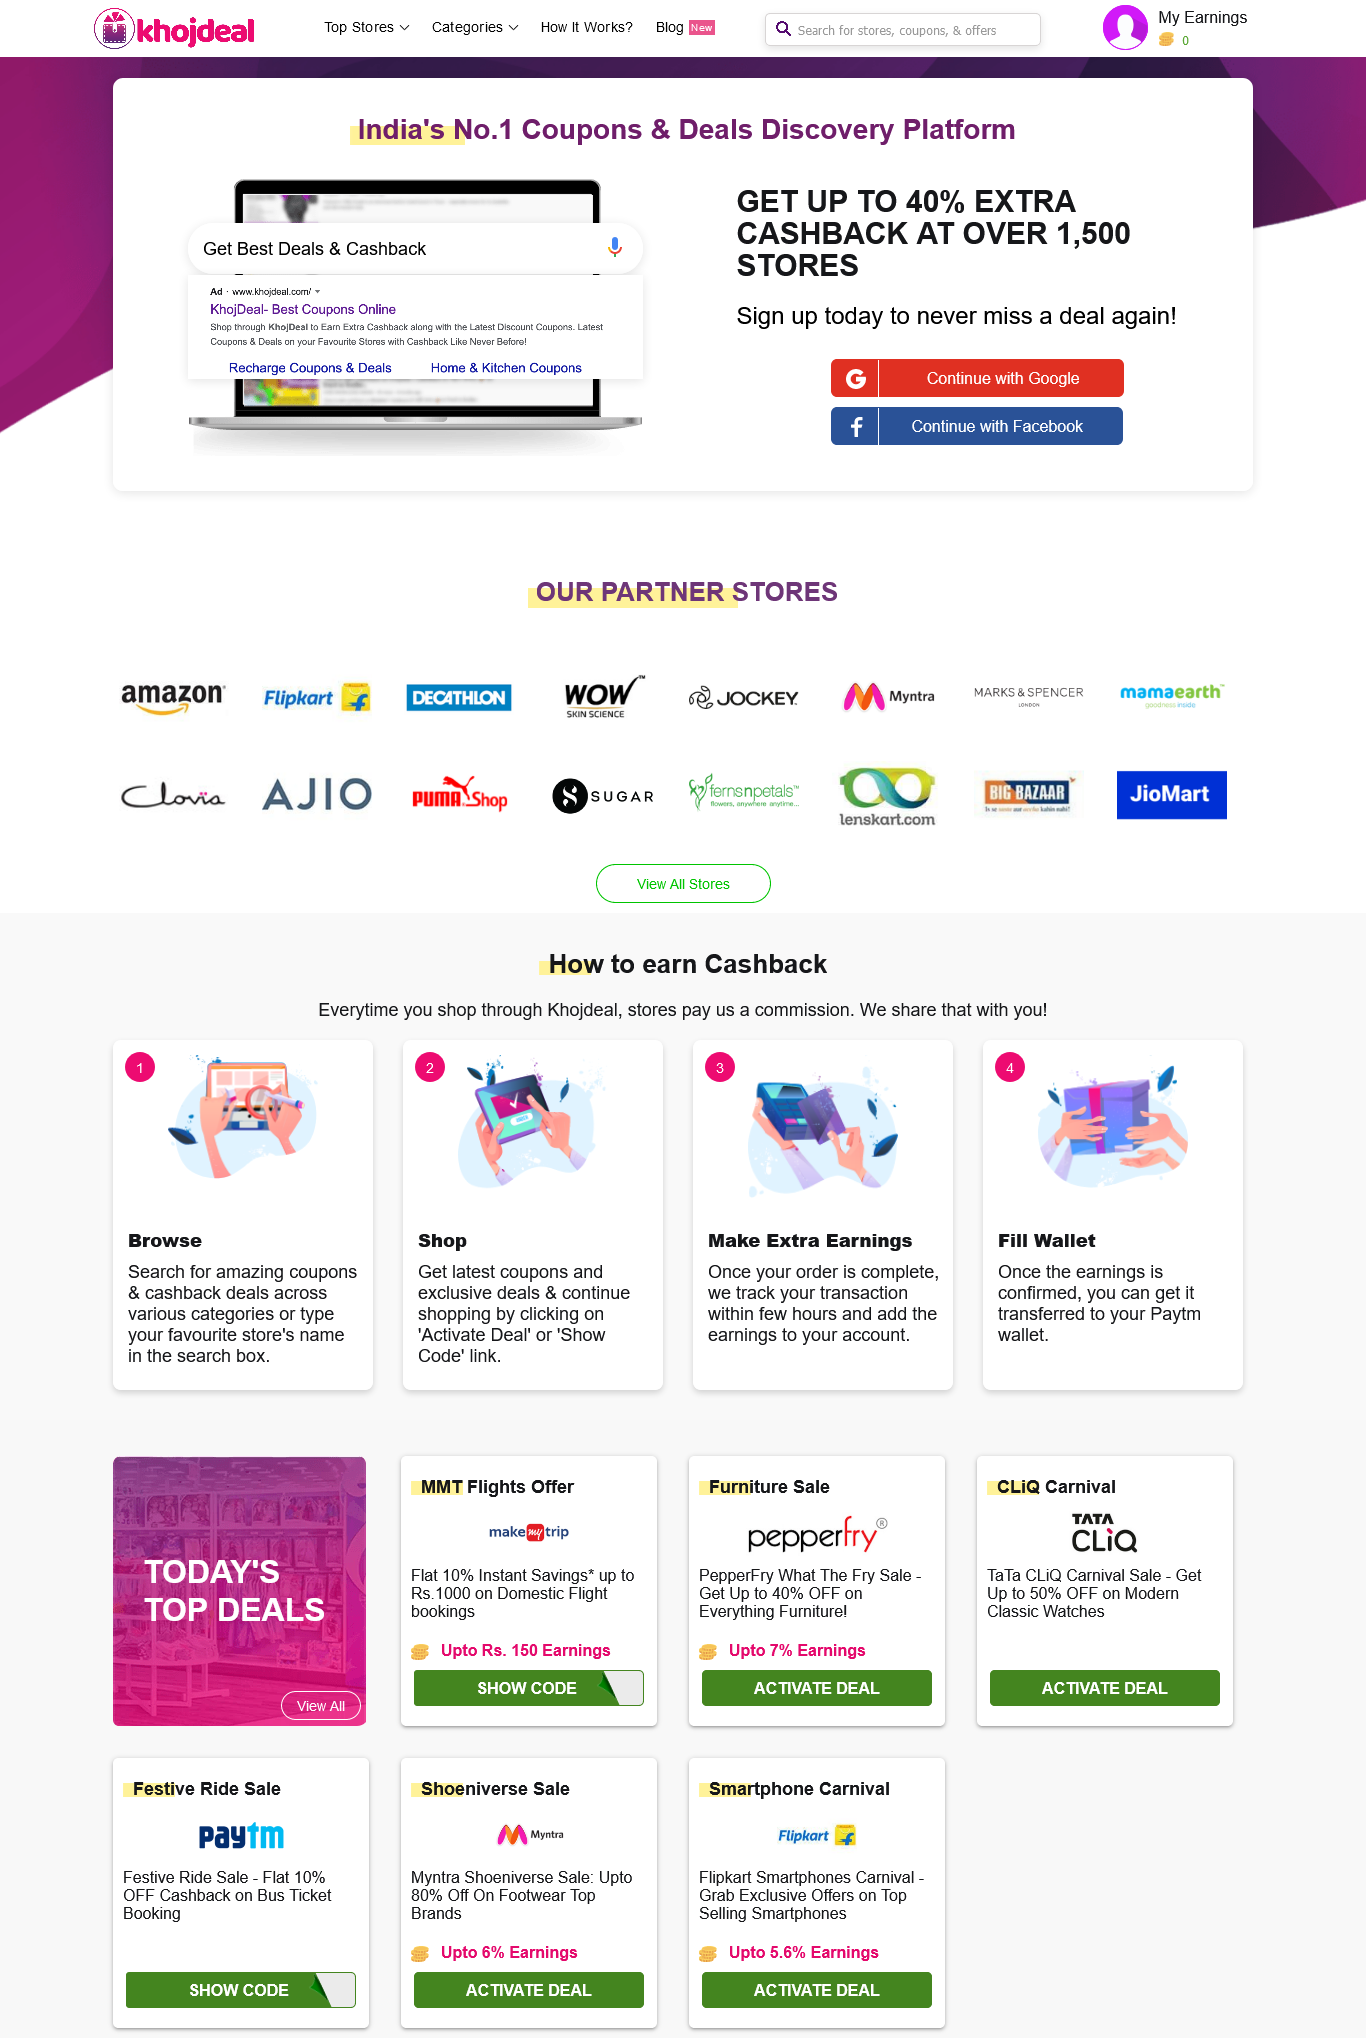 khojdeal
Top Stores
Categories
How It Works?
Blog New
Search for stores, coupons, & offers
My Earnings
0
India's No.1 Coupons & Deals Discovery Platform
Get Best Deals & Cashback
Ad · www.khojdeal.com/
KhojDeal- Best Coupons Online
Shop through KhojDeal to Earn Extra Cashback along with the Latest Discount Coupons. Latest
Coupons & Deals on your Favourite Stores with Cashback Like Never Before!
Recharge Coupons & Deals
Home & Kitchen Coupons
GET UP TO 40% EXTRA
CASHBACK AT OVER 1,500
STORES
Sign up today to never miss a deal again!
G Continue with Google
f Continue with Facebook
OUR PARTNER STORES
amazon
Flipkart
DECATHLON
WOW™
SKIN SCIENCE
JOCKEY
Myntra
MARKS & SPENCER
LONDON
mamaearth™
goodness inside
Clovia
AJIO
PUMA Shop
SUGAR
fernsnpetals™
flowers, anywhere anytime...
lenskart.com
BIG BAZAAR
JioMart
View All Stores
How to earn Cashback
Everytime you shop through Khojdeal, stores pay us a commission. We share that with you!
1
Browse
Search for amazing coupons
& cashback deals across
various categories or type
your favourite store's name
in the search box.
2
Shop
Get latest coupons and
exclusive deals & continue
shopping by clicking on
'Activate Deal' or 'Show
Code' link.
3
Make Extra Earnings
Once your order is complete,
we track your transaction
within few hours and add the
earnings to your account.
4
Fill Wallet
Once the earnings is
confirmed, you can get it
transferred to your Paytm
wallet.
TODAY'S
TOP DEALS
View All
MMT Flights Offer
make my trip
Flat 10% Instant Savings* up to
Rs.1000 on Domestic Flight
bookings
Upto Rs. 150 Earnings
SHOW CODE
Furniture Sale
pepperfry®
PepperFry What The Fry Sale -
Get Up to 40% OFF on
Everything Furniture!
Upto 7% Earnings
ACTIVATE DEAL
CLiQ Carnival
TATA
CLiQ
TaTa CLiQ Carnival Sale - Get
Up to 50% OFF on Modern
Classic Watches
ACTIVATE DEAL
Festive Ride Sale
paytm
Festive Ride Sale - Flat 10%
OFF Cashback on Bus Ticket
Booking
SHOW CODE
Shoeniverse Sale
Myntra
Myntra Shoeniverse Sale: Upto
80% Off On Footwear Top
Brands
Upto 6% Earnings
ACTIVATE DEAL
Smartphone Carnival
Flipkart
Flipkart Smartphones Carnival -
Grab Exclusive Offers on Top
Selling Smartphones
Upto 5.6% Earnings
ACTIVATE DEAL